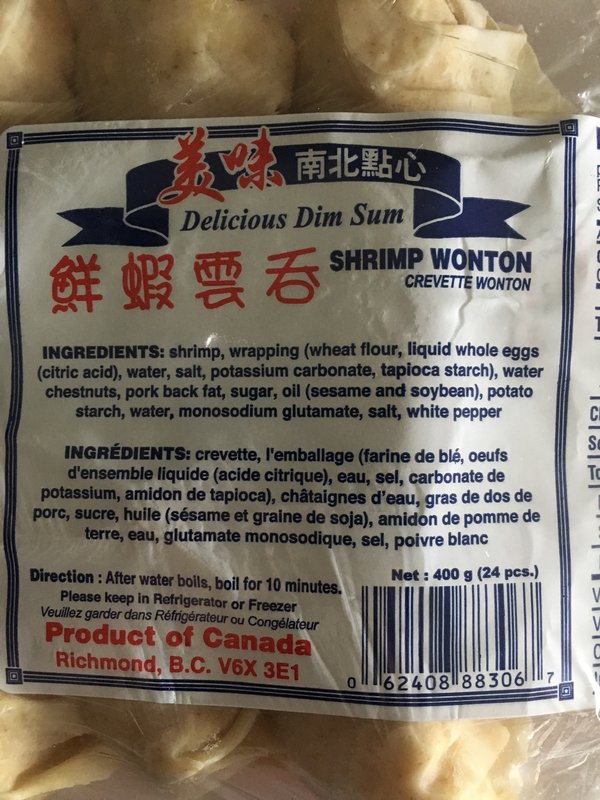 美味 南北點心
Delicious Dim Sum
鮮蝦雲吞
SHRIMP WONTON
CREVETTE WONTON
INGREDIENTS: shrimp, wrapping (wheat flour, liquid whole eggs
(citric acid), water, salt, potassium carbonate, tapioca starch), water
chestnuts, pork back fat, sugar, oil (sesame and soybean), potato
starch, water, monosodium glutamate, salt, white pepper
INGRÉDIENTS: crevette, l'emballage (farine de blé, oeufs
d'ensemble liquide (acide citrique), eau, sel, carbonate de
potassium, amidon de tapioca), châtaignes d'eau, gras de dos de
porc, sucre, huile (sésame et graine de soja), amidon de pomme de
terre, eau, glutamate monosodique, sel, poivre blanc
Direction : After water boils, boil for 10 minutes.
Please keep in Refrigerator or Freezer
Veuillez garder dans Réfrigérateur ou Congélateur
Product of Canada
Richmond, B.C. V6X 3E1
Net : 400 g (24 pcs.)
0 62408 88306 7